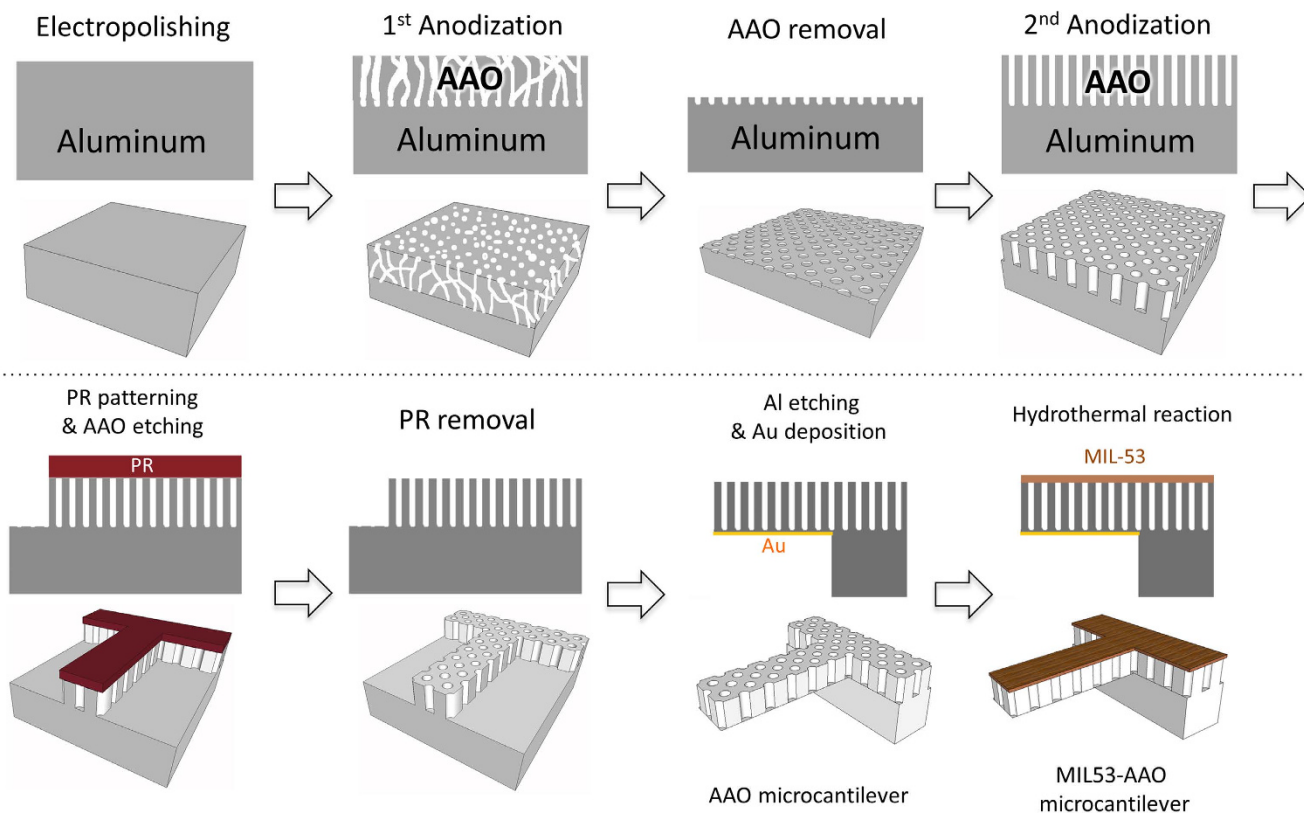 Electropolishing
1st Anodization
AAO removal
2nd Anodization
AAO
AAO
Aluminum
Aluminum
Aluminum
Aluminum
PR patterning
& AAO etching
PR removal
Al etching
& Au deposition
Hydrothermal reaction
PR
MIL-53
Au
AAO microcantilever
MIL53-AAO
microcantilever